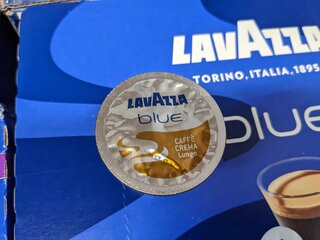 LAVAZZA
TORINO, ITALIA, 1895
blue
LAVAZZA
blue
CAFFÈ
CREMA
Lungo